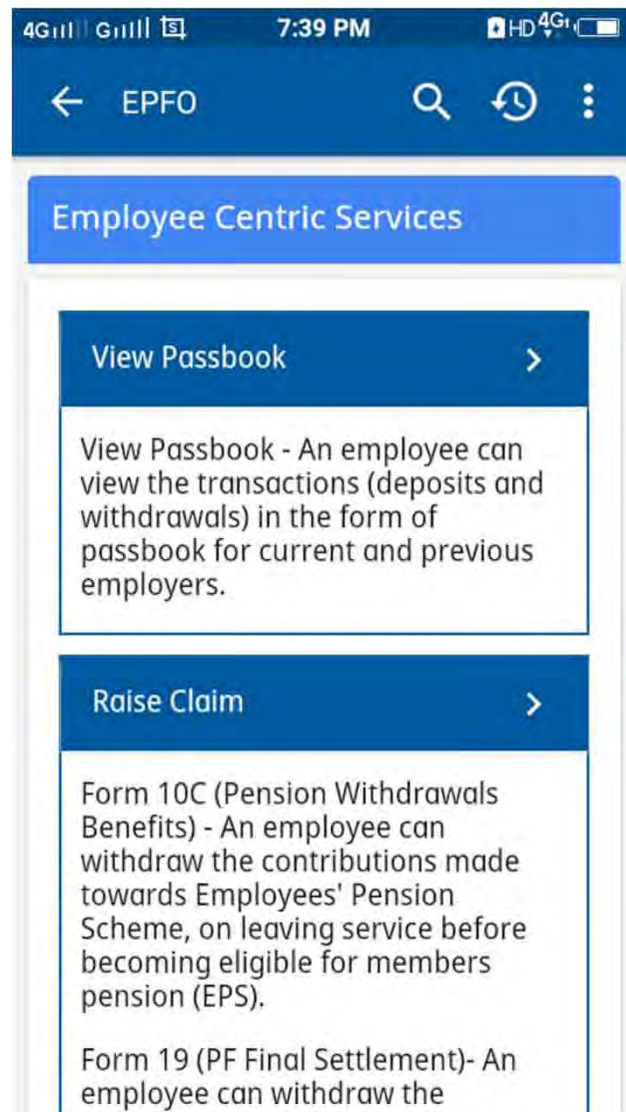 4G G 7:39 PM HD 4G
EPFO
Employee Centric Services
View Passbook
View Passbook - An employee can
view the transactions (deposits and
withdrawals) in the form of
passbook for current and previous
employers.
Raise Claim
Form 10C (Pension Withdrawals
Benefits) - An employee can
withdraw the contributions made
towards Employees' Pension
Scheme, on leaving service before
becoming eligible for members
pension (EPS).
Form 19 (PF Final Settlement)- An
employee can withdraw the